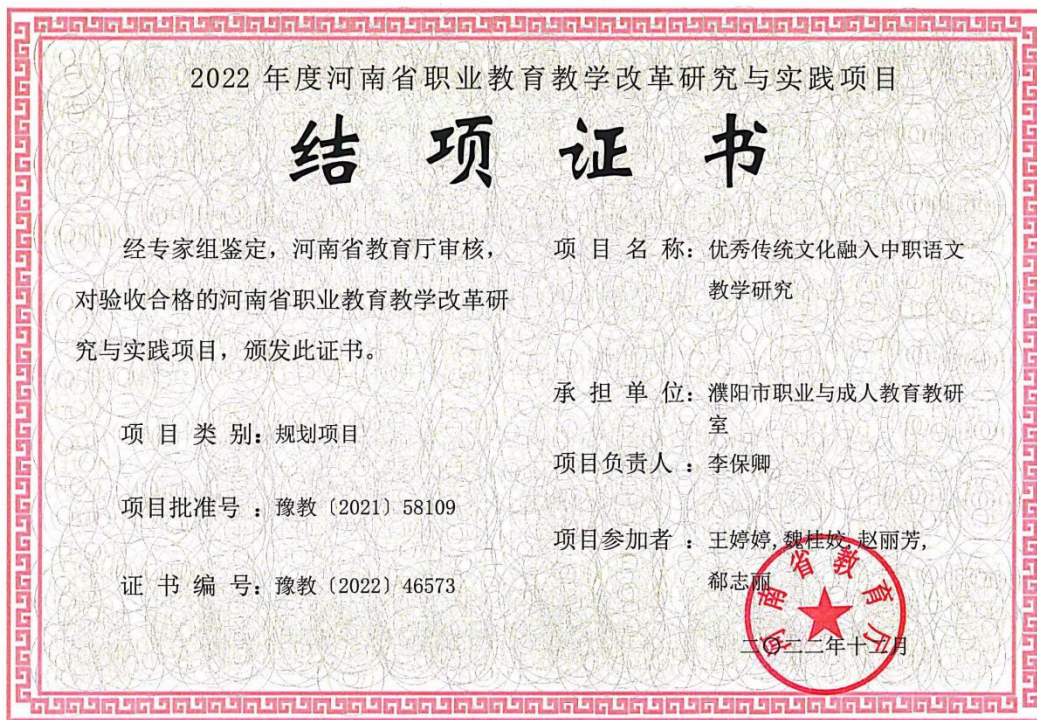 2022 年度河南省职业教育教学改革研究与实践项目
结项证书
经专家组鉴定，河南省教育厅审核，
对验收合格的河南省职业教育教学改革研
究与实践项目，颁发此证书。
项目类别：规划项目
项目批准号：豫教〔2021〕58109
证书编号：豫教〔2022〕46573
项目名称：优秀传统文化融入中职语文
教学研究
承担单位：濮阳市职业与成人教育教研
室
项目负责人：李保卿
项目参加者：王婷婷,魏桂姣,赵丽芳,
郗志丽
河南省教育厅
二〇二二年十二月